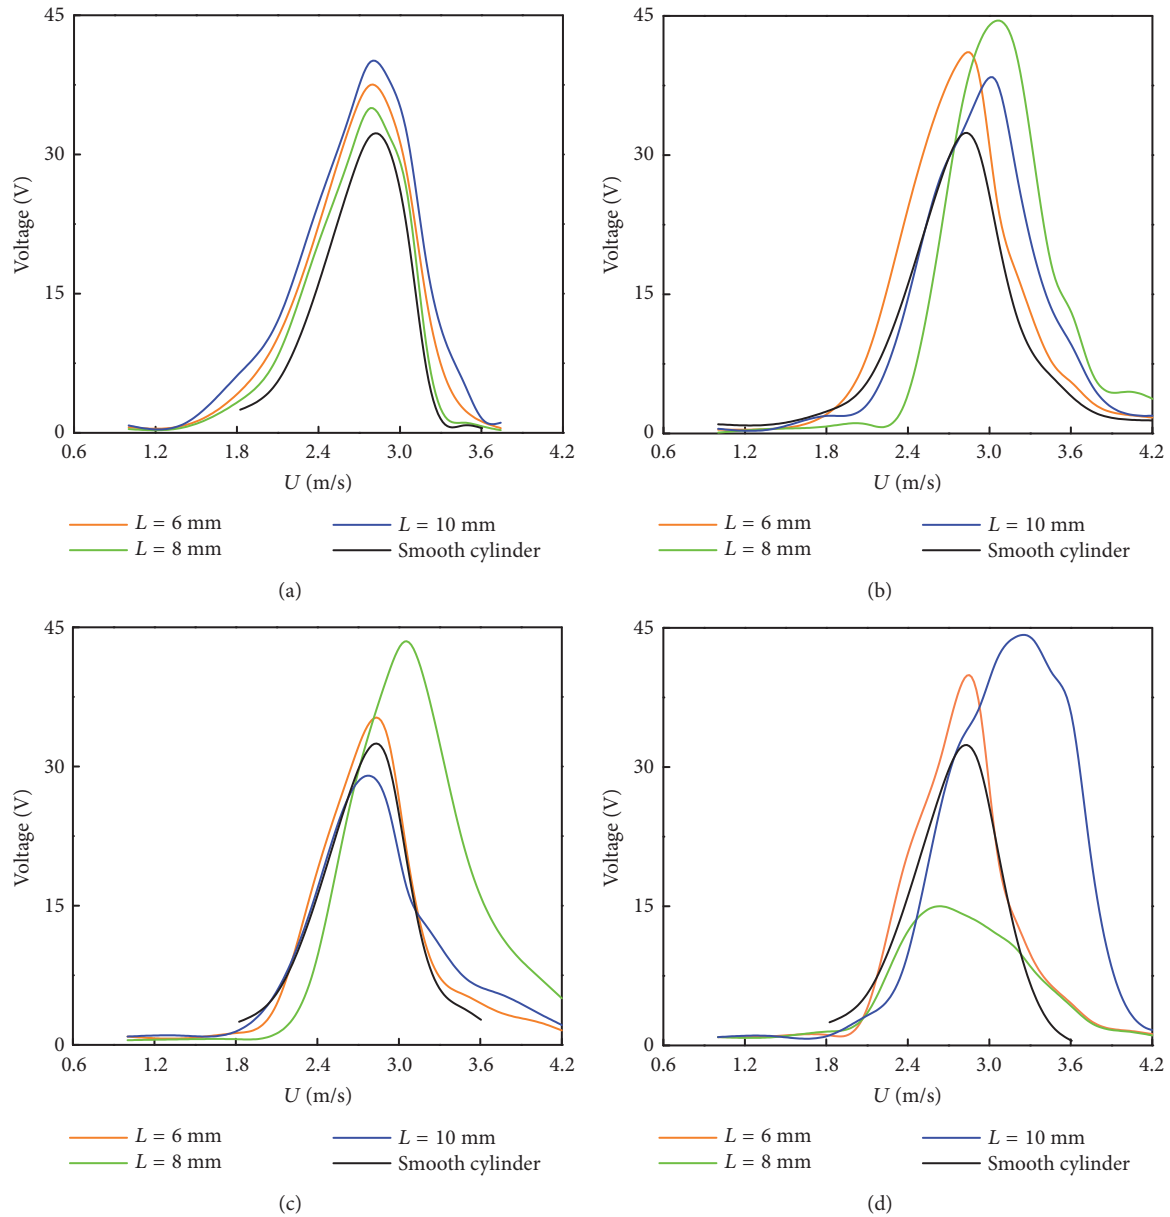 45
30
15
0
Voltage (V)
0.6 1.2 1.8 2.4 3.0 3.6 4.2
U (m/s)
L = 6 mm
L = 8 mm
L = 10 mm
Smooth cylinder
(a)
45
30
15
0
Voltage (V)
0.6 1.2 1.8 2.4 3.0 3.6 4.2
U (m/s)
L = 6 mm
L = 8 mm
L = 10 mm
Smooth cylinder
(b)
45
30
15
0
Voltage (V)
0.6 1.2 1.8 2.4 3.0 3.6 4.2
U (m/s)
L = 6 mm
L = 8 mm
L = 10 mm
Smooth cylinder
(c)
45
30
15
0
Voltage (V)
0.6 1.2 1.8 2.4 3.0 3.6 4.2
U (m/s)
L = 6 mm
L = 8 mm
L = 10 mm
Smooth cylinder
(d)